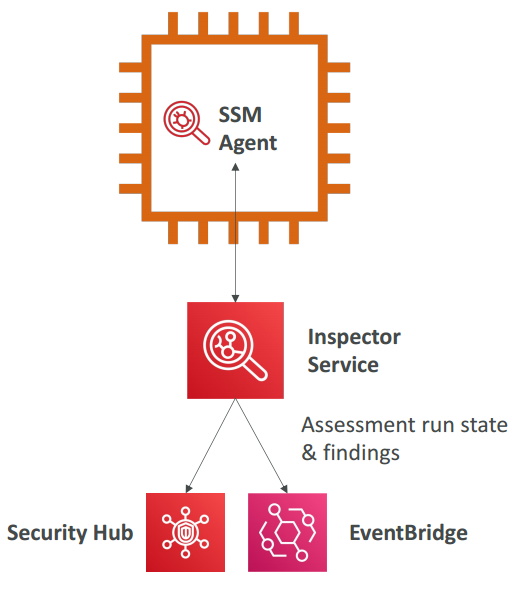 SSM
Agent
Inspector
Service
Assessment run state
& findings
Security Hub
EventBridge